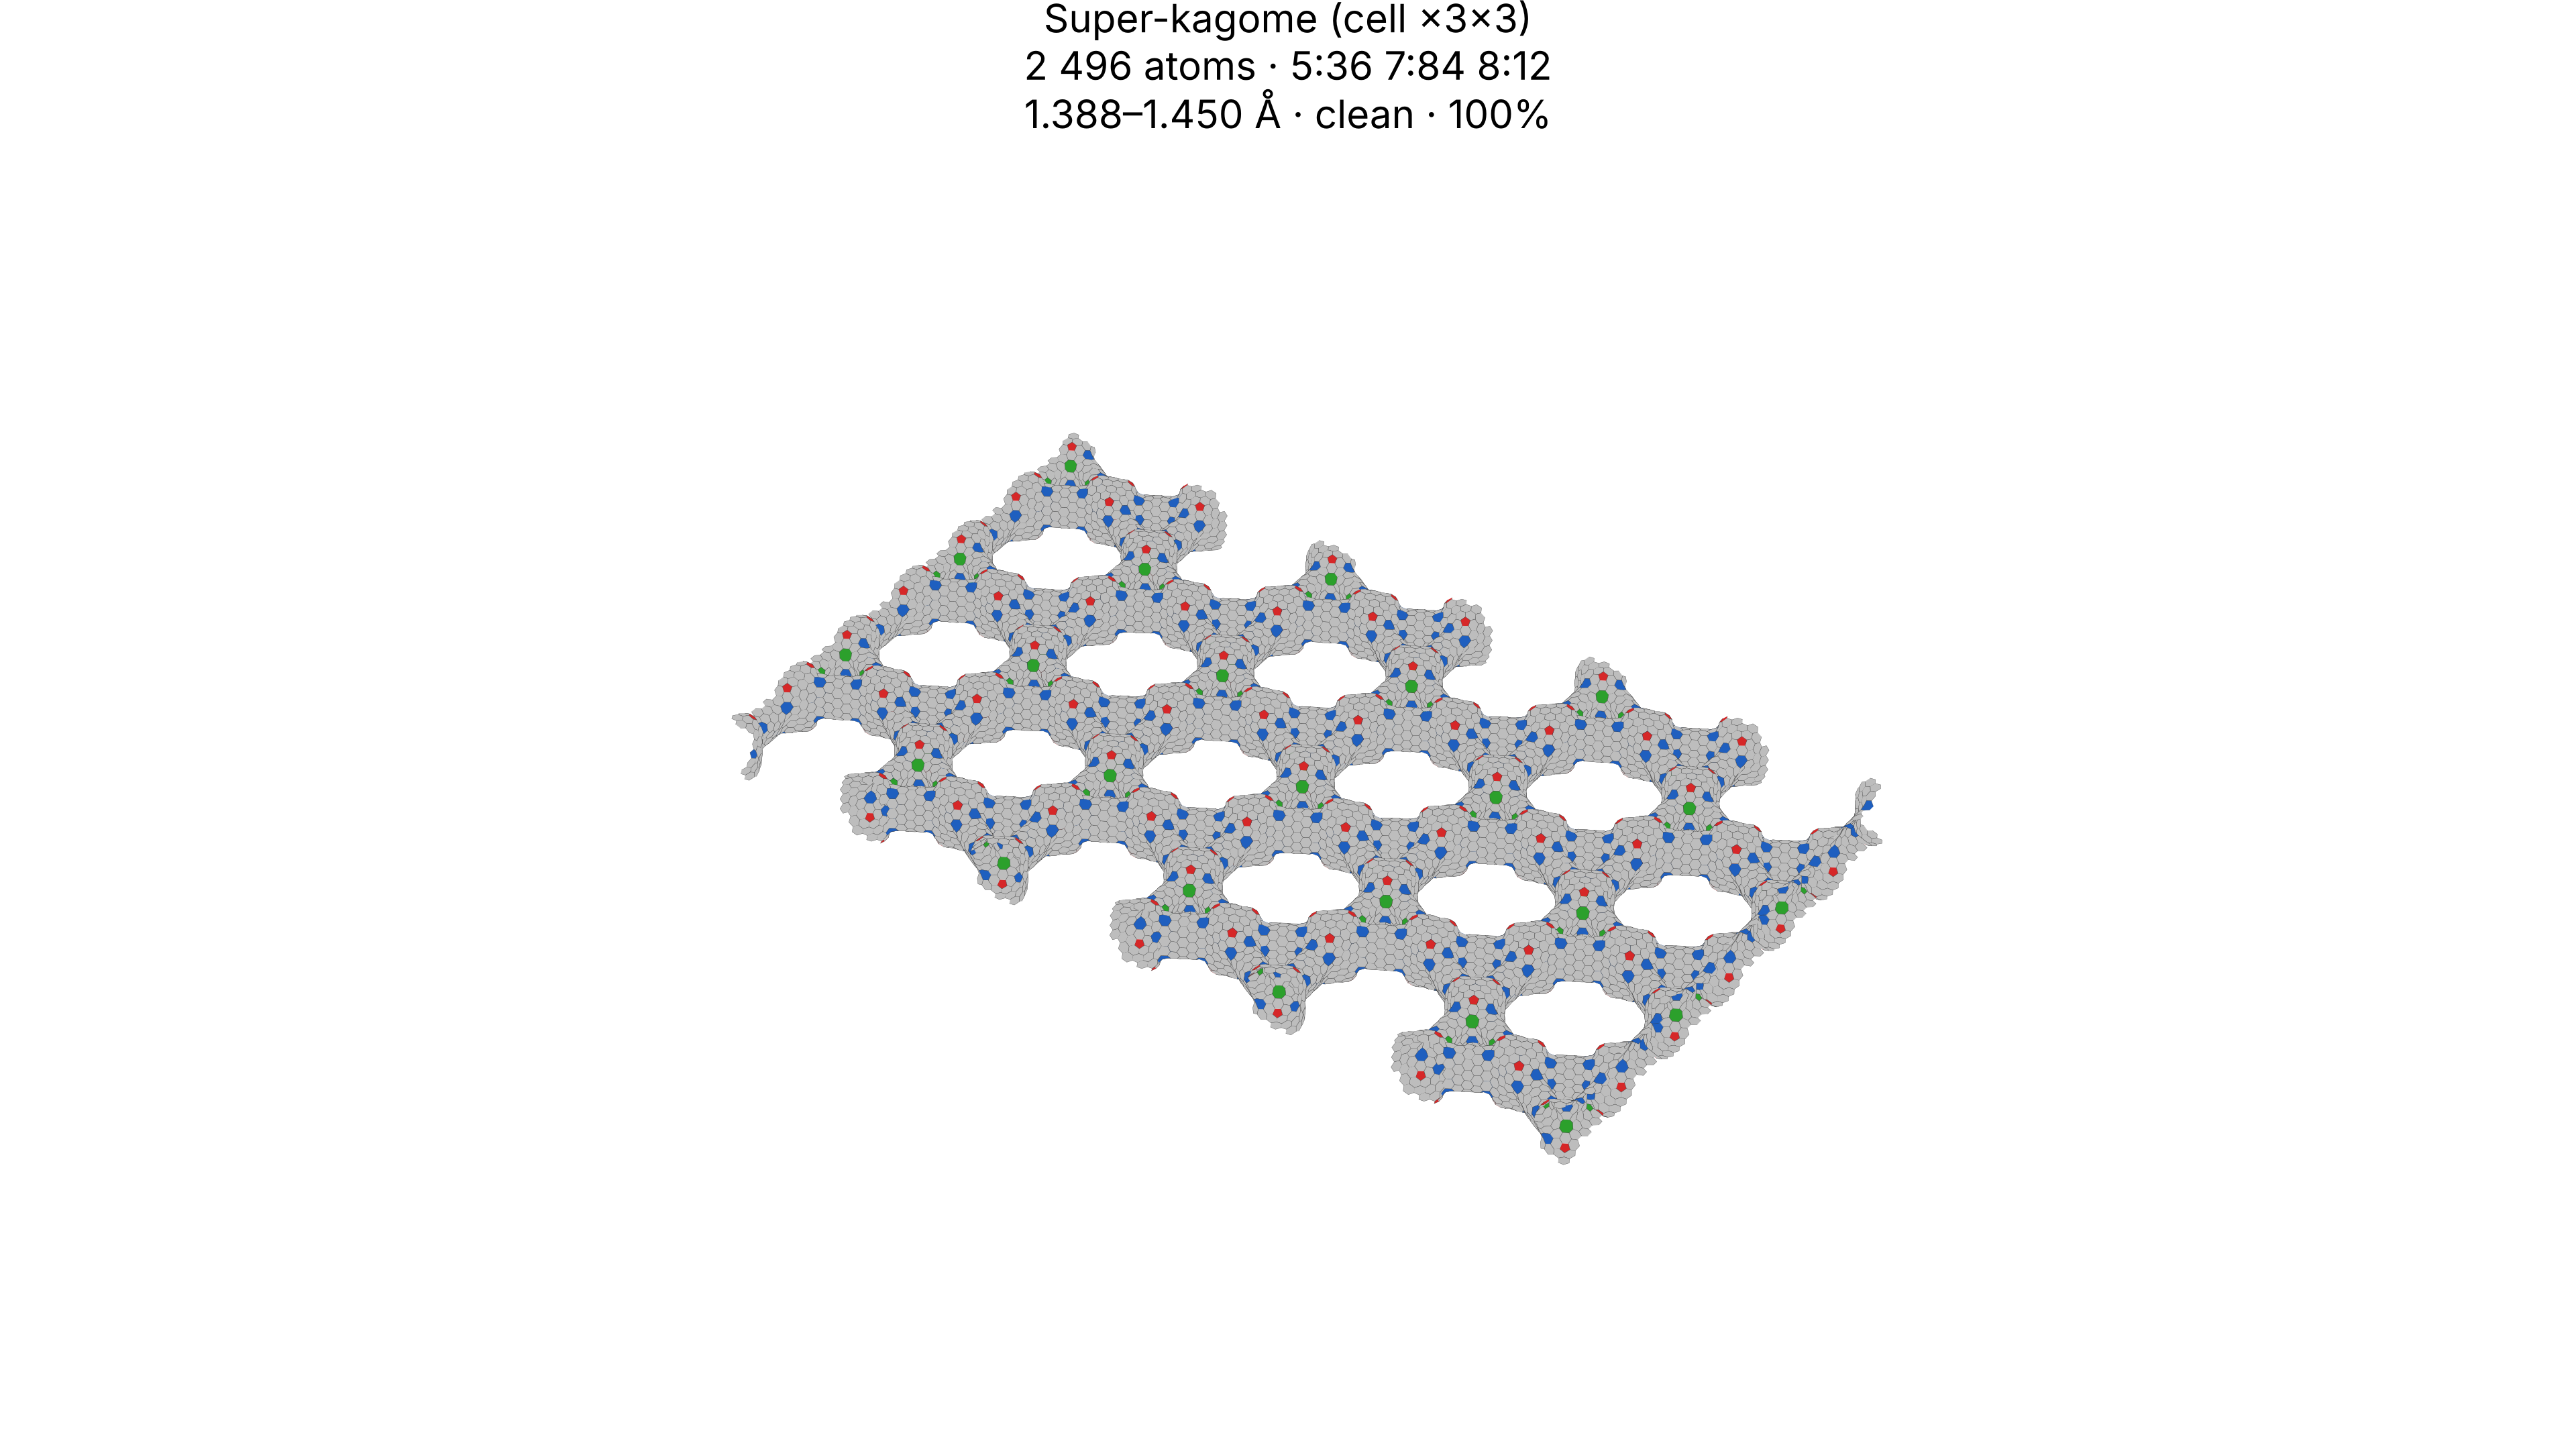 Super-kagome (cell ×3×3)
2 496 atoms · 5:36 7:84 8:12
1.388–1.450 Å · clean · 100%